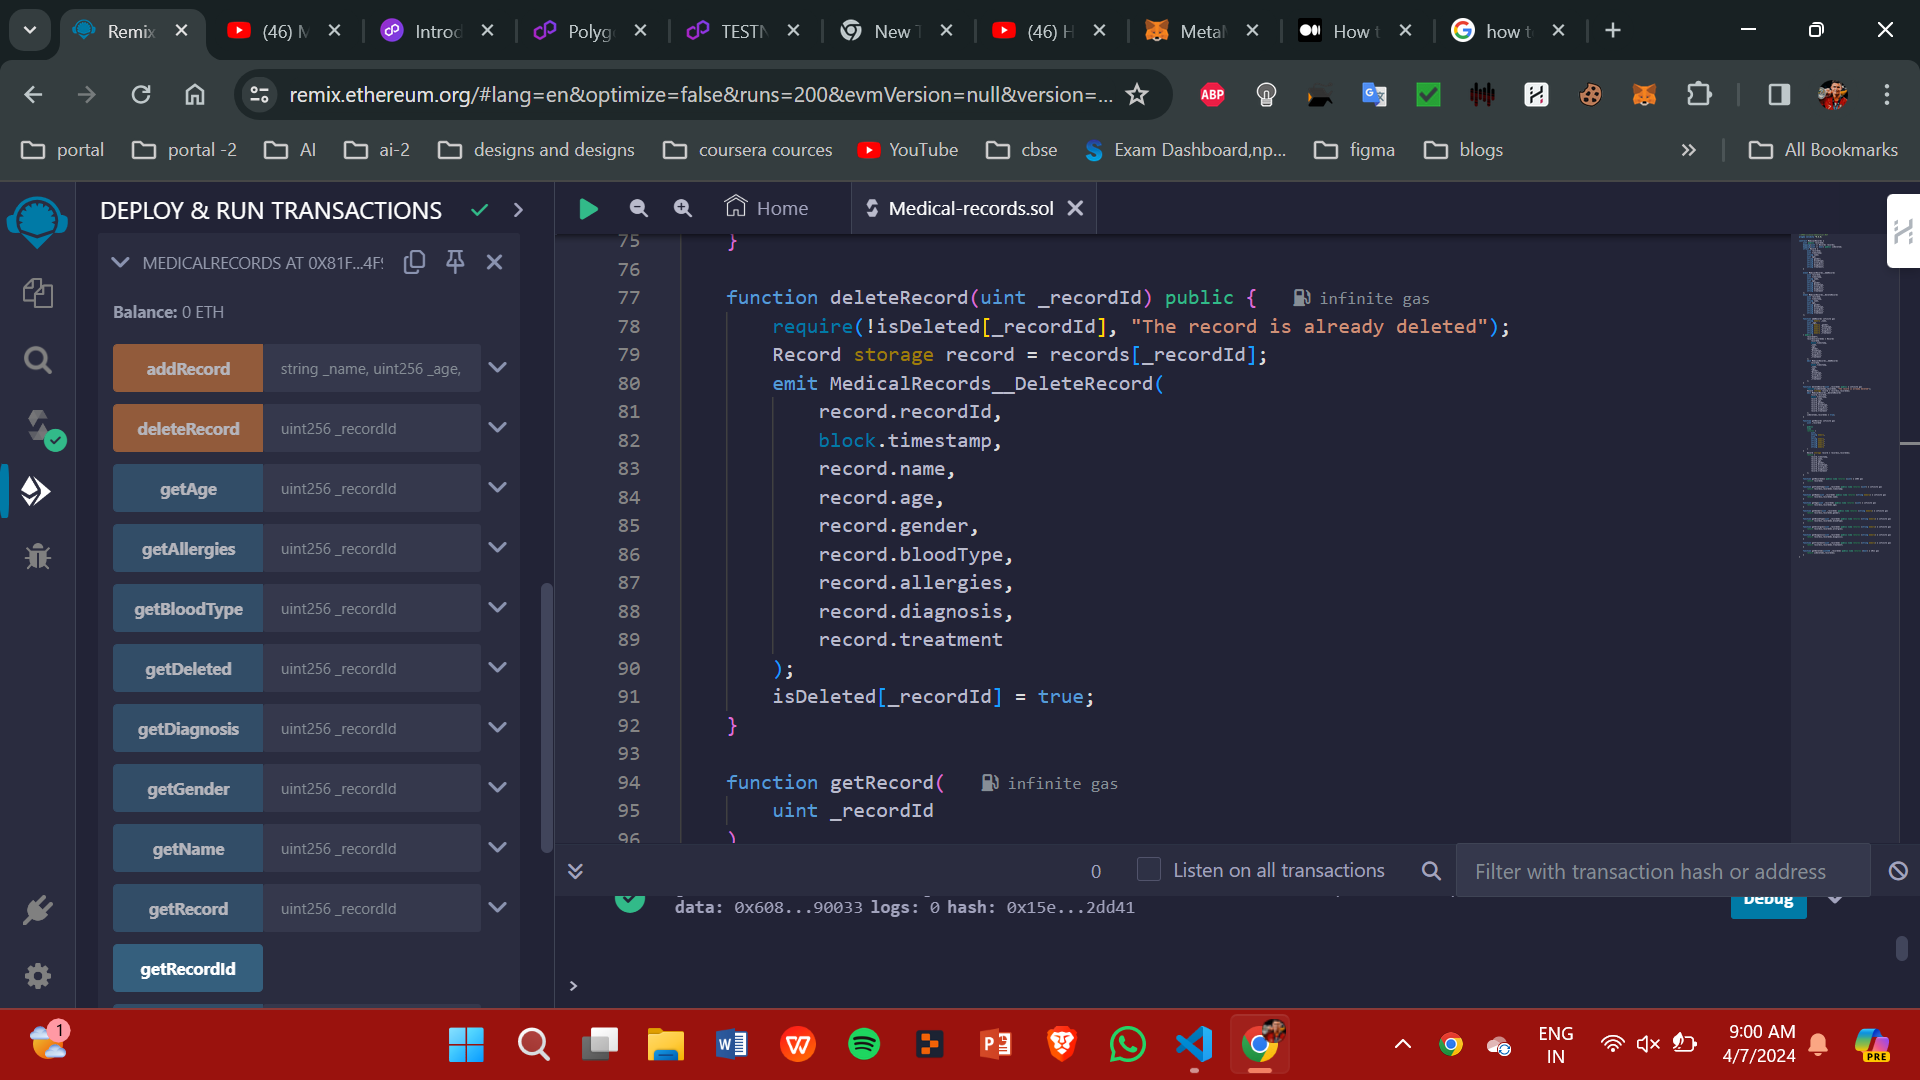 Remix
(46) M
Introd
Polyg
TESTN
New T
(46) H
MetaM
How t
how t
remix.ethereum.org/#lang=en&optimize=false&runs=200&evmVersion=null&version=...
ABP
portal
portal -2
AI
ai-2
designs and designs
coursera cources
YouTube
cbse
Exam Dashboard,np...
figma
blogs
All Bookmarks
DEPLOY & RUN TRANSACTIONS
Home
Medical-records.sol
MEDICALRECORDS AT 0X81F...4F
Balance: 0 ETH
addRecord string _name, uint256 _age,
deleteRecord uint256 _recordId
getAge uint256 _recordId
getAllergies uint256 _recordId
getBloodType uint256 _recordId
getDeleted uint256 _recordId
getDiagnosis uint256 _recordId
getGender uint256 _recordId
getName uint256 _recordId
getRecord uint256 _recordId
getRecordId
75 }
76
77 function deleteRecord(uint _recordId) public { infinite gas
78 require(!isDeleted[_recordId], "The record is already deleted");
79 Record storage record = records[_recordId];
80 emit MedicalRecords__DeleteRecord(
81 record.recordId,
82 block.timestamp,
83 record.name,
84 record.age,
85 record.gender,
86 record.bloodType,
87 record.allergies,
88 record.diagnosis,
89 record.treatment
90 );
91 isDeleted[_recordId] = true;
92 }
93
94 function getRecord( infinite gas
95 uint _recordId
96 )
0
Listen on all transactions
Filter with transaction hash or address
data: 0x608...90033 logs: 0 hash: 0x15e...2dd41
Debug
>
1
ENG
IN
9:00 AM
4/7/2024
PRE